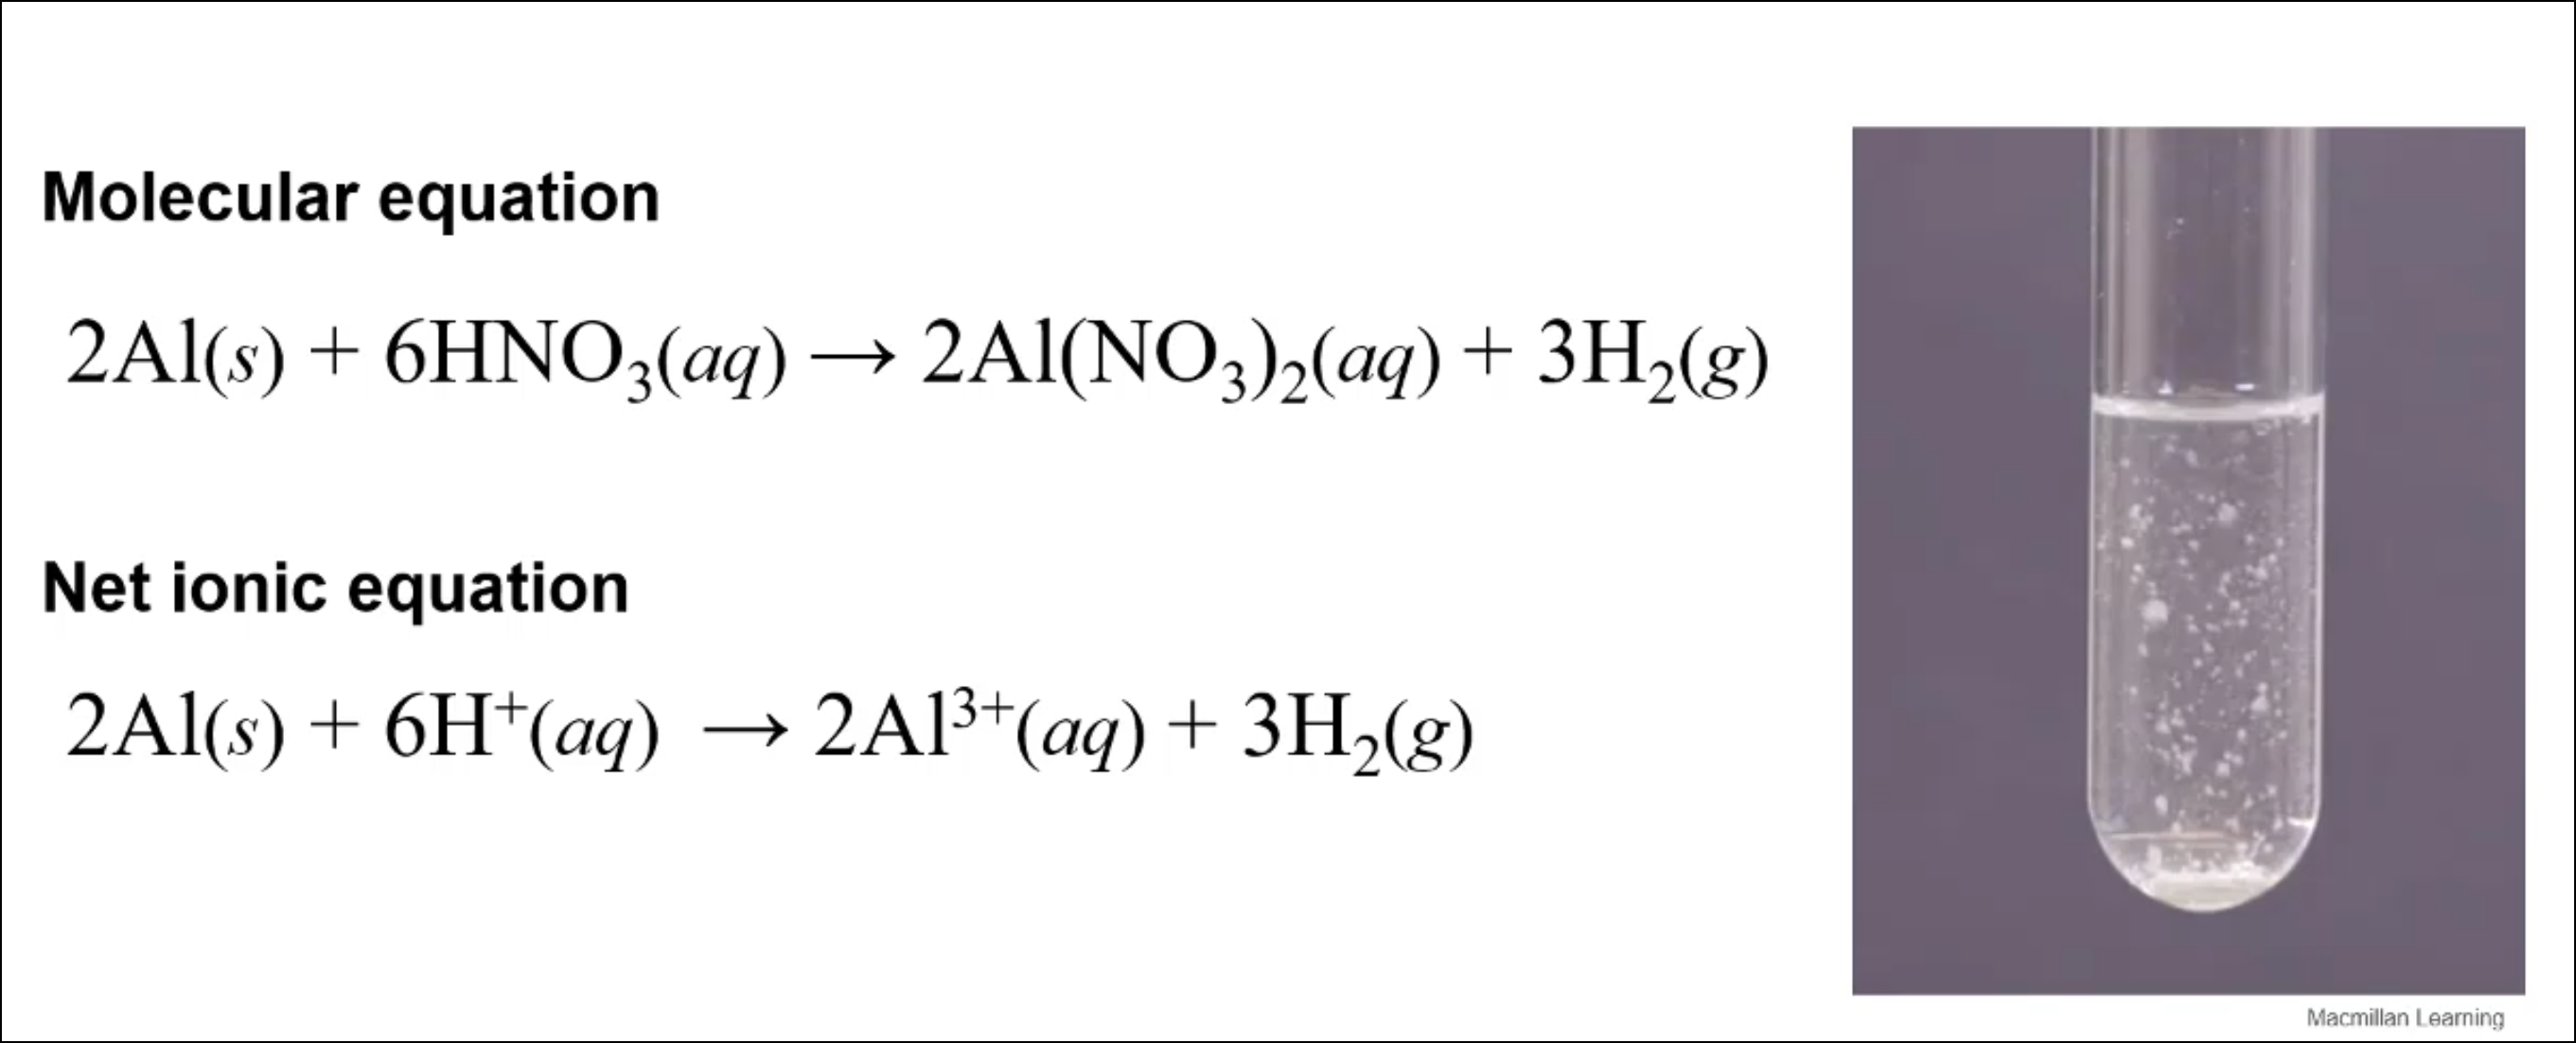 Molecular equation
2Al(s) + 6HNO₃(aq) → 2Al(NO₃)₂(aq) + 3H₂(g)
Net ionic equation
2Al(s) + 6H⁺(aq) → 2Al³⁺(aq) + 3H₂(g)
Macmillan Learning